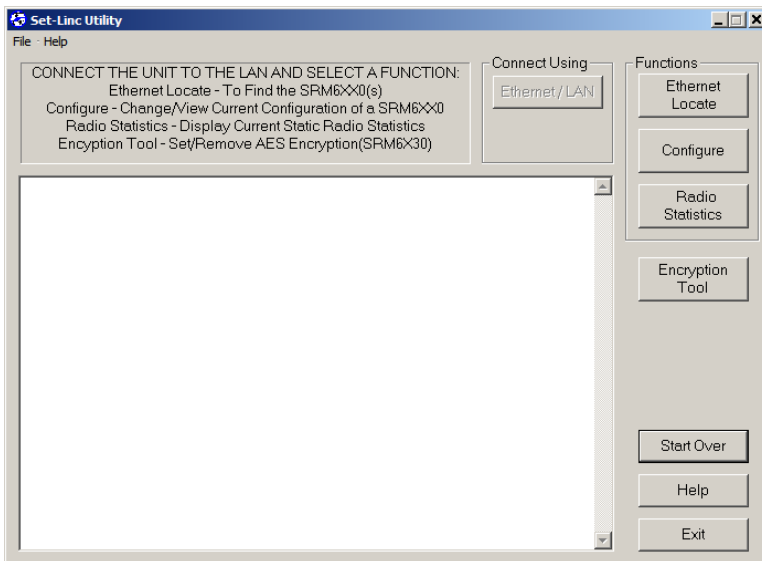 Set-Linc Utility
File Help
CONNECT THE UNIT TO THE LAN AND SELECT A FUNCTION:
Ethernet Locate - To Find the SRM6XX0(s)
Configure - Change/View Current Configuration of a SRM6XX0
Radio Statistics - Display Current Static Radio Statistics
Encyption Tool - Set/Remove AES Encryption(SRM6X30)
Connect Using
Ethernet / LAN
Functions
Ethernet
Locate
Configure
Radio
Statistics
Encryption
Tool
Start Over
Help
Exit